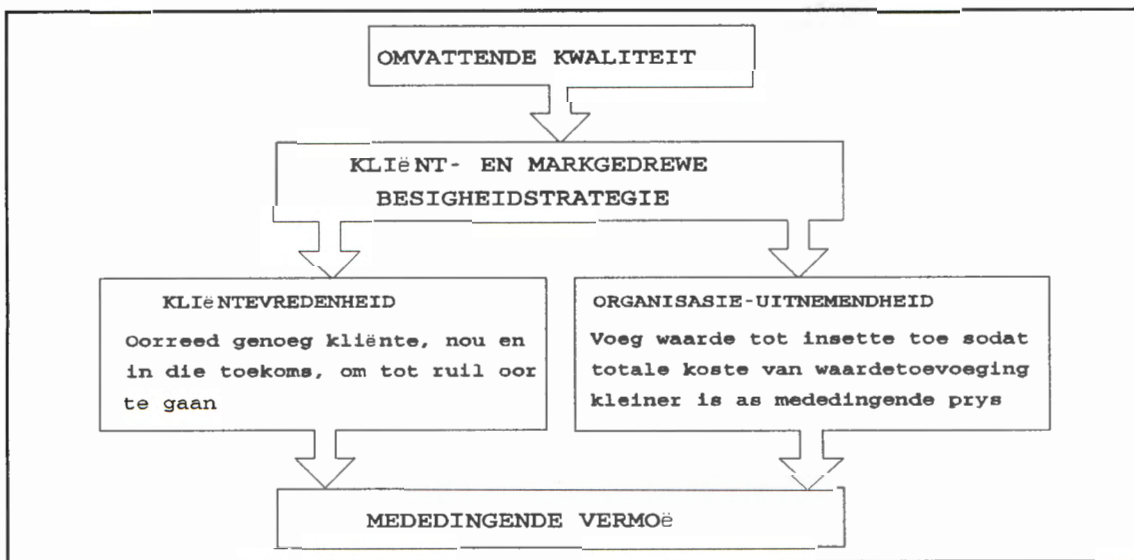 OMVATTENDE KWALITEIT
KLIëNT- EN MARKGEDREWE
BESIGHEIDSTRATEGIE
KLIëNTEVREDENHEID
Oorreed genoeg kliënte, nou en
in die toekoms, om tot ruil oor
te gaan
ORGANISASIE-UITNEMENDHEID
Voeg waarde tot insette toe sodat
totale koste van waardetoevoeging
kleiner is as mededingende prys
MEDEDINGENDE VERMOë